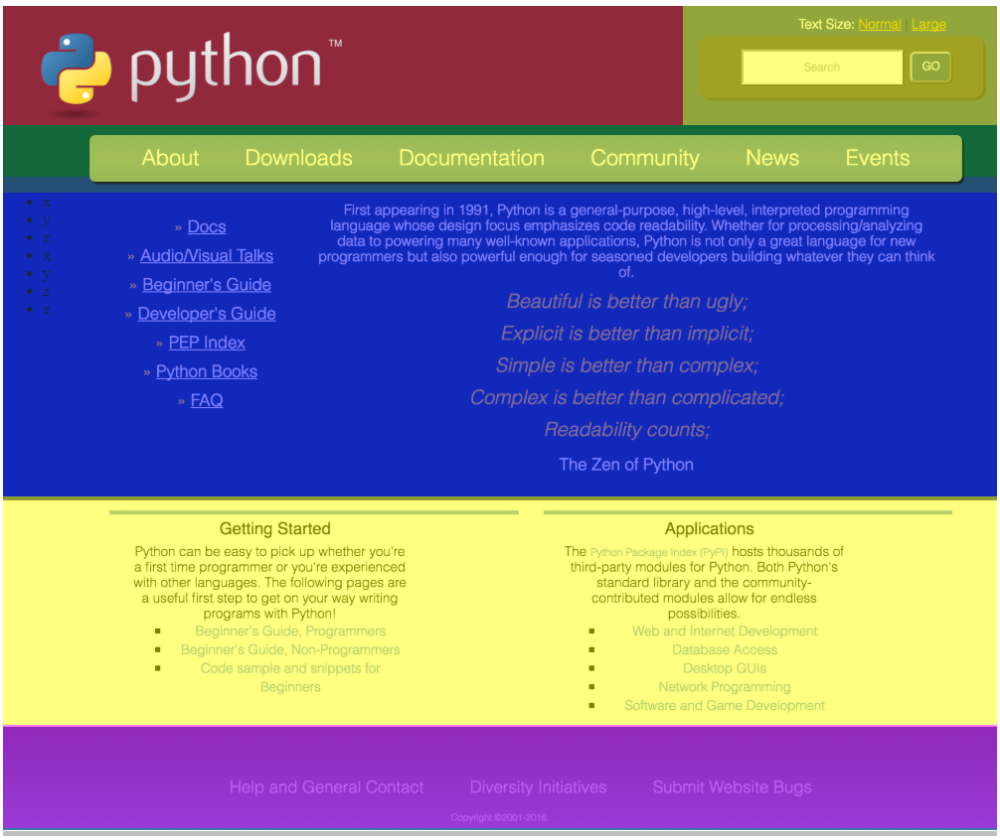 python™
Text Size: Normal | Large
Search
GO
About Downloads Documentation Community News Events
x
y
z
x
y
z
z
» Docs
» Audio/Visual Talks
» Beginner's Guide
» Developer's Guide
» PEP Index
» Python Books
» FAQ
First appearing in 1991, Python is a general-purpose, high-level, interpreted programming
language whose design focus emphasizes code readability. Whether for processing/analyzing
data to powering many well-known applications, Python is not only a great language for new
programmers but also powerful enough for seasoned developers building whatever they can think
of.
Beautiful is better than ugly;
Explicit is better than implicit;
Simple is better than complex;
Complex is better than complicated;
Readability counts;
The Zen of Python
Getting Started
Python can be easy to pick up whether you're
a first time programmer or you're experienced
with other languages. The following pages are
a useful first step to get on your way writing
programs with Python!
Beginner's Guide, Programmers
Beginner's Guide, Non-Programmers
Code sample and snippets for
Beginners
Applications
The Python Package Index (PyPI) hosts thousands of
third-party modules for Python. Both Python's
standard library and the community-
contributed modules allow for endless
possibilities.
Web and Internet Development
Database Access
Desktop GUIs
Network Programming
Software and Game Development
Help and General Contact Diversity Initiatives Submit Website Bugs
Copyright ©2001-2016.